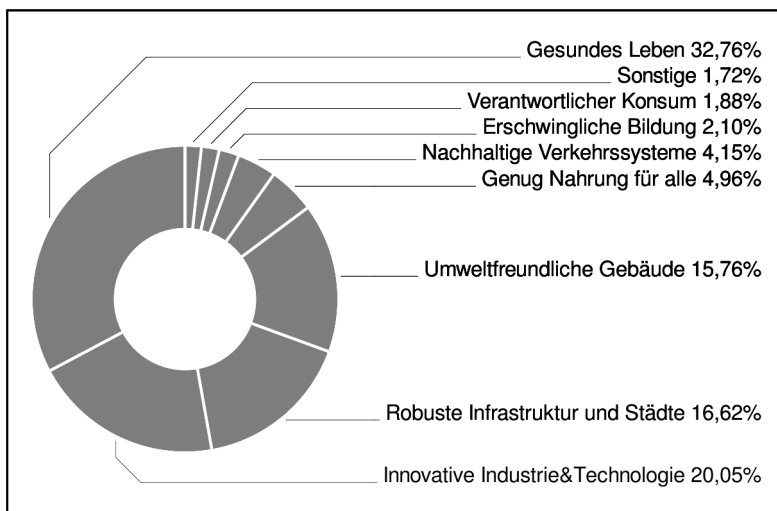 Gesundes Leben 32,76%
Sonstige 1,72%
Verantwortlicher Konsum 1,88%
Erschwingliche Bildung 2,10%
Nachhaltige Verkehrssysteme 4,15%
Genug Nahrung für alle 4,96%
Umweltfreundliche Gebäude 15,76%
Robuste Infrastruktur und Städte 16,62%
Innovative Industrie&Technologie 20,05%